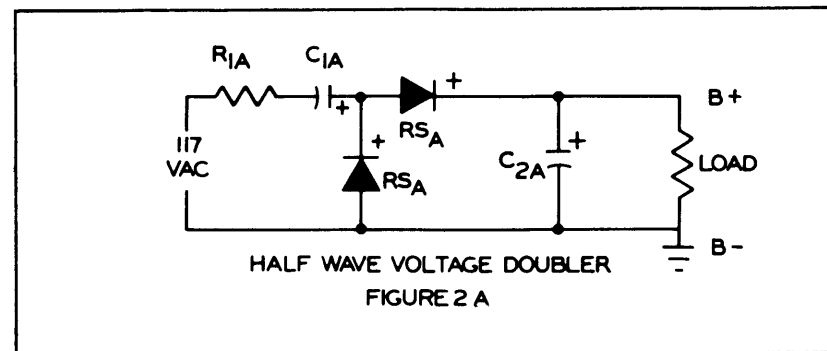 R1A
C1A
+
+
B+
117
VAC
+
RSA
RSA
+
C2A
LOAD
B-
HALF WAVE VOLTAGE DOUBLER
FIGURE 2 A